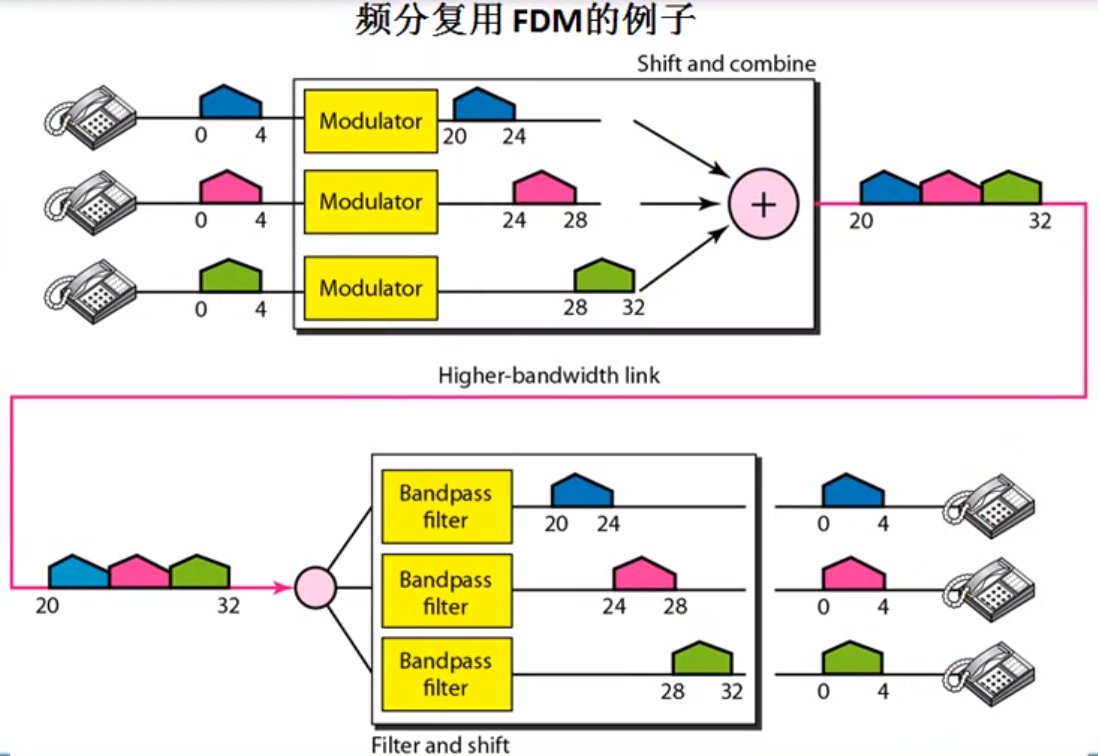 频分复用 FDM的例子
Shift and combine
0 4
Modulator
20 24
0 4
Modulator
24 28
+
20 32
0 4
Modulator
28 32
Higher-bandwidth link
Bandpass
filter
20 24
0 4
20 32
Bandpass
filter
24 28
0 4
Bandpass
filter
28 32
0 4
Filter and shift